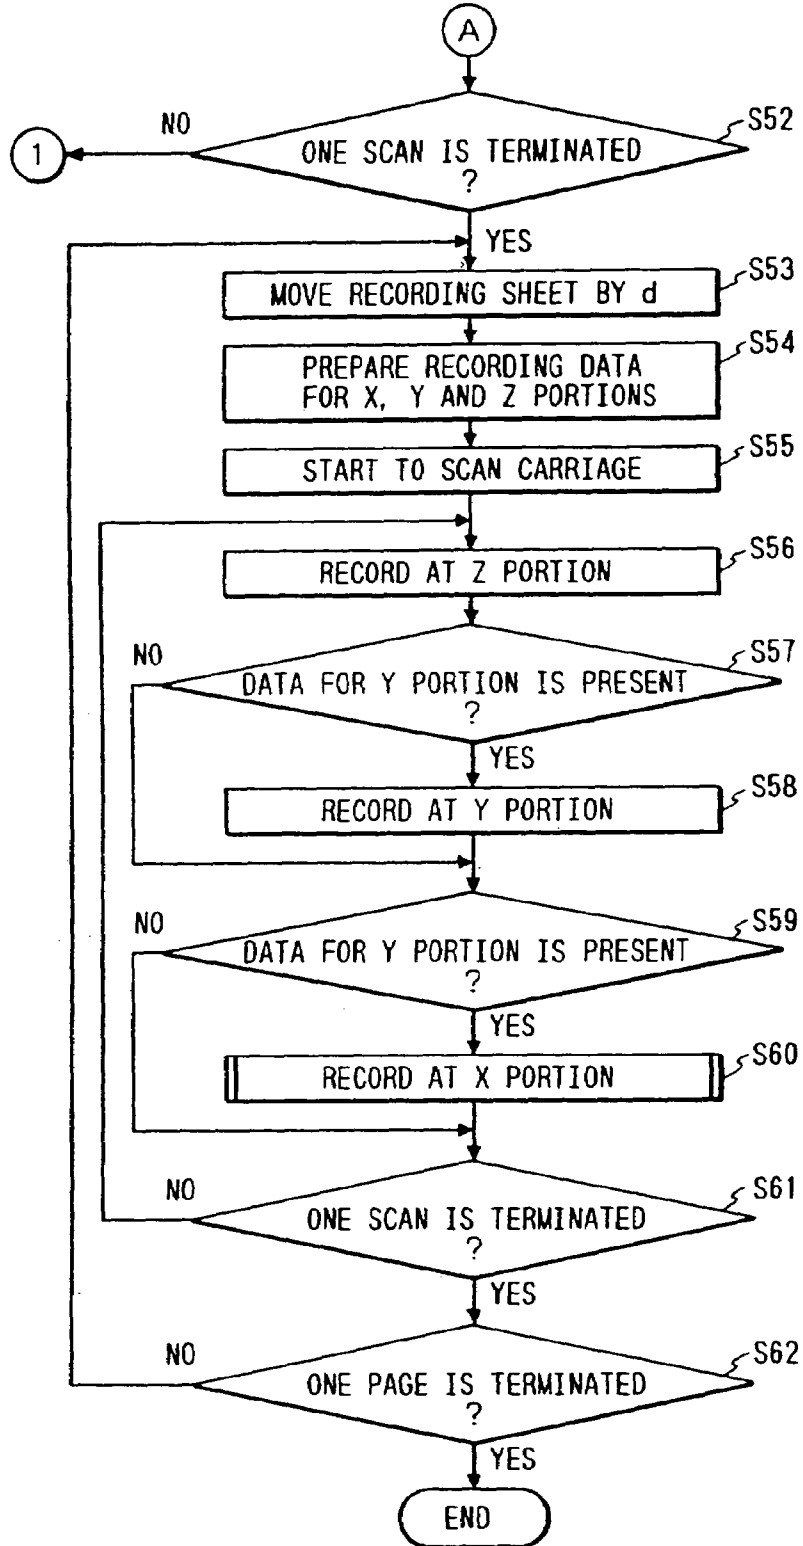 A
S52
NO
1
ONE SCAN IS TERMINATED
?
YES
S53
MOVE RECORDING SHEET BY d
S54
PREPARE RECORDING DATA
FOR X, Y AND Z PORTIONS
S55
START TO SCAN CARRIAGE
S56
RECORD AT Z PORTION
S57
NO
DATA FOR Y PORTION IS PRESENT
?
YES
S58
RECORD AT Y PORTION
S59
NO
DATA FOR Y PORTION IS PRESENT
?
YES
S60
RECORD AT X PORTION
S61
NO
ONE SCAN IS TERMINATED
?
YES
S62
NO
ONE PAGE IS TERMINATED
?
YES
END